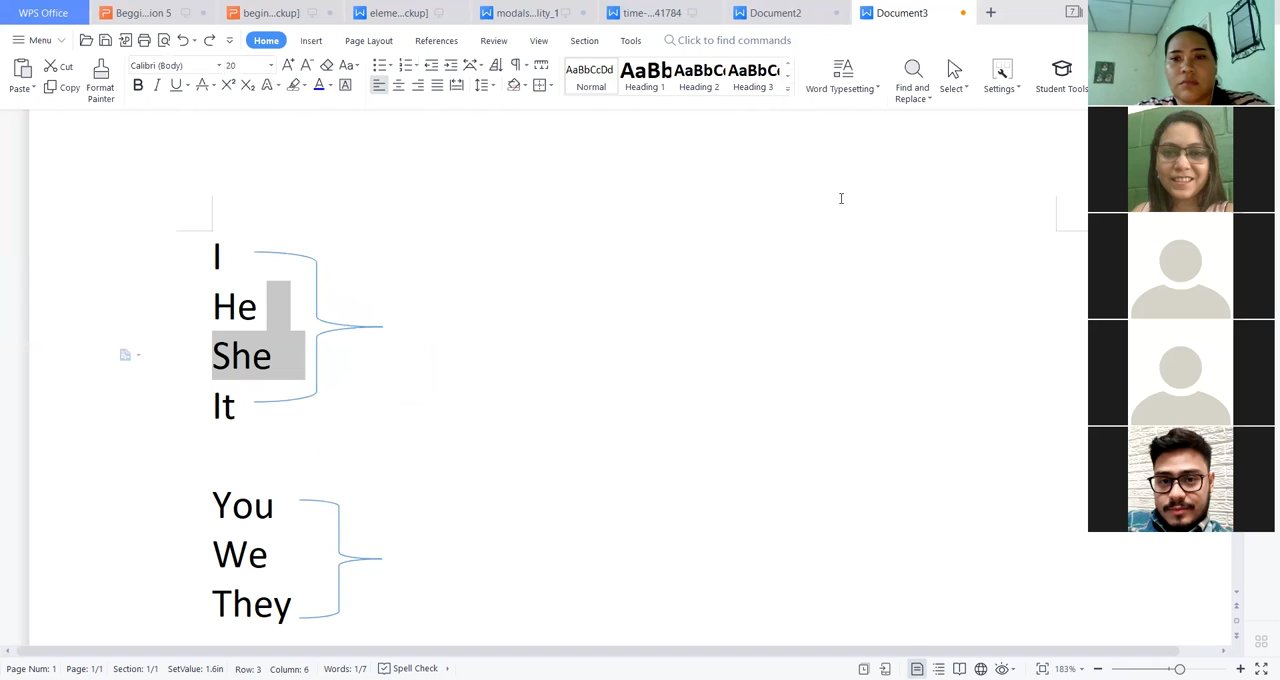 WPS Office
Beggi...ion 5
begin...ckup]
eleme...ckup]
modals...lity_1
time-...41784
Document2
Document3
7
Menu
Home
Insert
Page Layout
References
Review
View
Section
Tools
Click to find commands
Paste
Cut
Copy
Format Painter
Calibri (Body)
20
AaBbCcDd
Normal
Heading 1
Heading 2
Heading 3
Word Typesetting
Find and Replace
Select
Settings
Student Tools
I
He
She
It
You
We
They
Page Num: 1
Page: 1/1
Section: 1/1
SetValue: 1.6in
Row: 3
Column: 6
Words: 1/7
Spell Check
183%